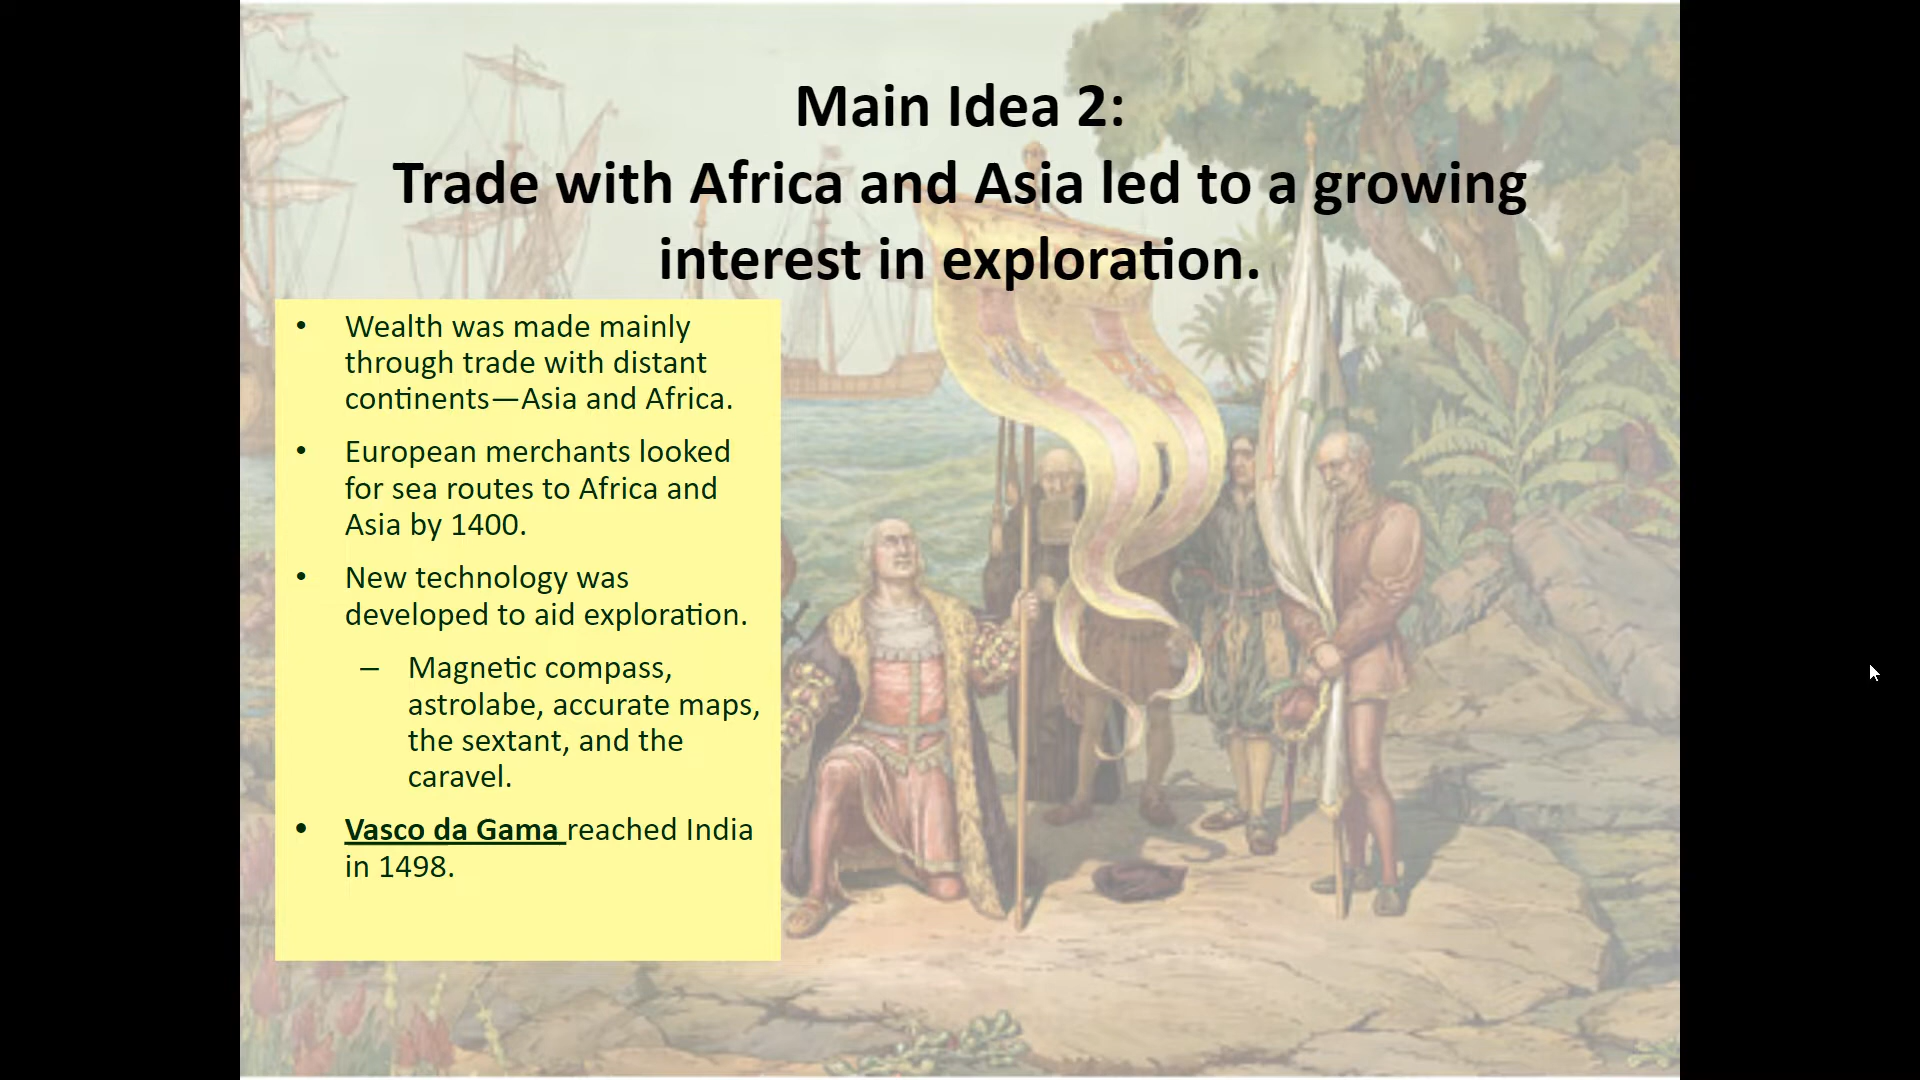 Main Idea 2:
Trade with Africa and Asia led to a growing
interest in exploration.
• Wealth was made mainly
through trade with distant
continents—Asia and Africa.
• European merchants looked
for sea routes to Africa and
Asia by 1400.
• New technology was
developed to aid exploration.
– Magnetic compass,
astrolabe, accurate maps,
the sextant, and the
caravel.
• Vasco da Gama reached India
in 1498.